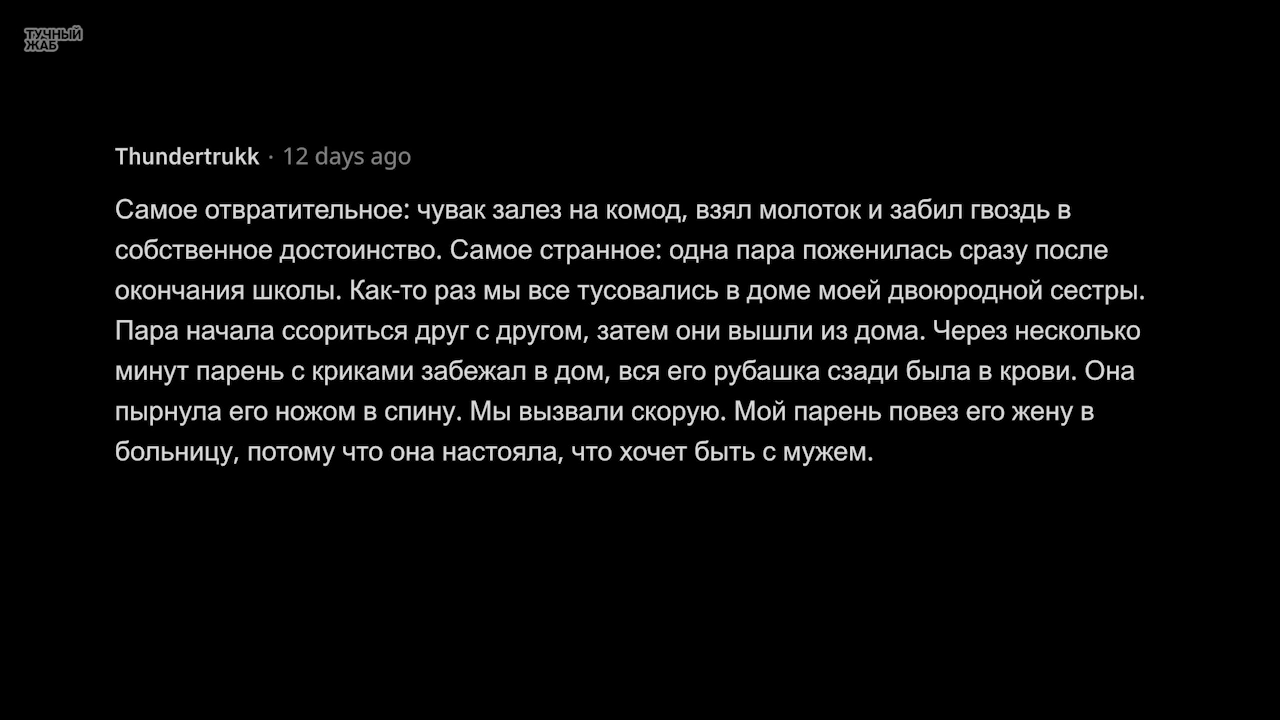 ТУЧНЫЙ
ЖАБ
Thundertrukk · 12 days ago
Самое отвратительное: чувак залез на комод, взял молоток и забил гвоздь в
собственное достоинство. Самое странное: одна пара поженилась сразу после
окончания школы. Как-то раз мы все тусовались в доме моей двоюродной сестры.
Пара начала ссориться друг с другом, затем они вышли из дома. Через несколько
минут парень с криками забежал в дом, вся его рубашка сзади была в крови. Она
пырнула его ножом в спину. Мы вызвали скорую. Мой парень повез его жену в
больницу, потому что она настояла, что хочет быть с мужем.